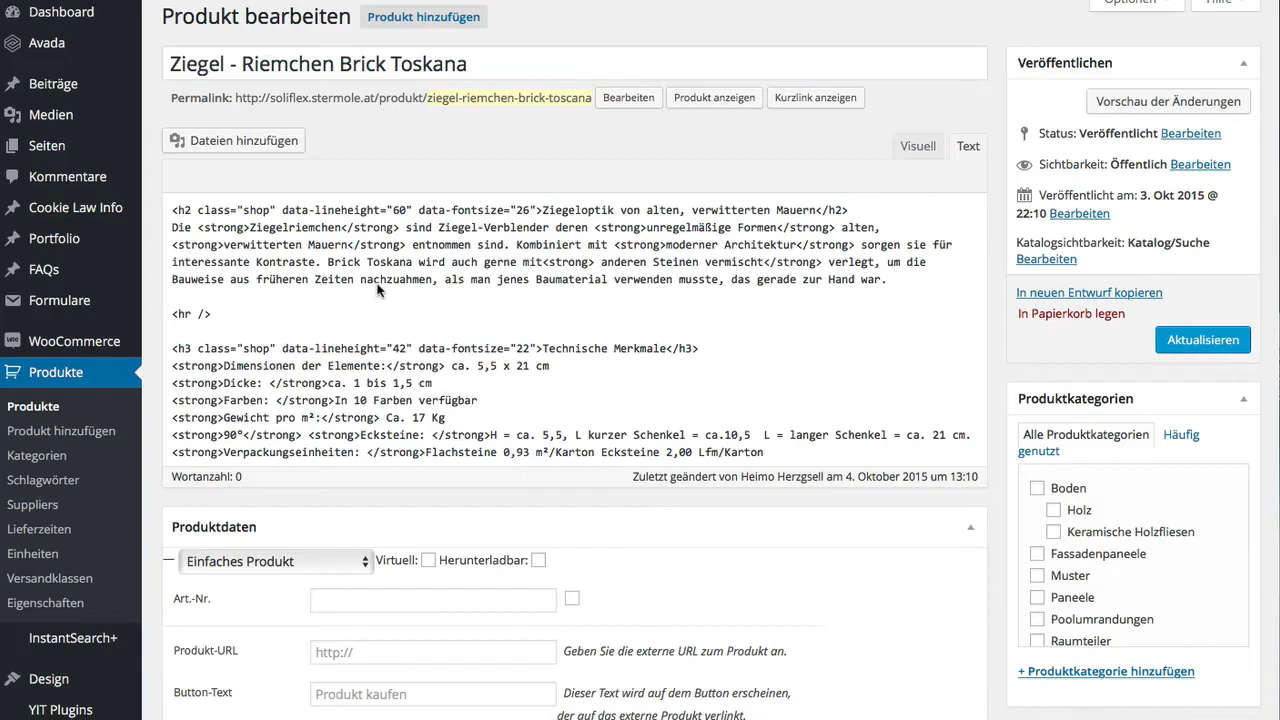 Dashboard
Avada
Beiträge
Medien
Seiten
Kommentare
Cookie Law Info
Portfolio
FAQs
Formulare
WooCommerce
Produkte
Produkte
Produkt hinzufügen
Kategorien
Schlagwörter
Suppliers
Lieferzeiten
Einheiten
Versandklassen
Eigenschaften
InstantSearch+
Design
YIT Plugins
Produkt bearbeiten Produkt hinzufügen
Ziegel - Riemchen Brick Toskana
Permalink: http://soliflex.stermole.at/produkt/ziegel-riemchen-brick-toscana Bearbeiten Produkt anzeigen Kurzlink anzeigen
Dateien hinzufügen
Visuell Text
<h2 class="shop" data-lineheight="60" data-fontsize="26">Ziegeloptik von alten, verwitterten Mauern</h2>
Die <strong>Ziegelriemchen</strong> sind Ziegel-Verblender deren <strong>unregelmäßige Formen</strong> alten,
<strong>verwitterten Mauern</strong> entnommen sind. Kombiniert mit <strong>moderner Architektur</strong> sorgen sie für
interessante Kontraste. Brick Toskana wird auch gerne mit<strong> anderen Steinen vermischt</strong> verlegt, um die
Bauweise aus früheren Zeiten nachzuahmen, als man jenes Baumaterial verwenden musste, das gerade zur Hand war.
<hr />
<h3 class="shop" data-lineheight="42" data-fontsize="22">Technische Merkmale</h3>
<strong>Dimensionen der Elemente:</strong> ca. 5,5 x 21 cm
<strong>Dicke: </strong>ca. 1 bis 1,5 cm
<strong>Farben: </strong>In 10 Farben verfügbar
<strong>Gewicht pro m²:</strong> Ca. 17 Kg
<strong>90°</strong> <strong>Ecksteine: </strong>H = ca. 5,5, L kurzer Schenkel = ca.10,5  L = langer Schenkel = ca. 21 cm.
<strong>Verpackungseinheiten: </strong>Flachsteine 0,93 m²/Karton Ecksteine 2,00 Lfm/Karton
Wortanzahl: 0 Zuletzt geändert von Heimo Herzgsell am 4. Oktober 2015 um 13:10
Produktdaten
Einfaches Produkt Virtuell: Herunterladbar:
Art.-Nr.
Produkt-URL http:// Geben Sie die externe URL zum Produkt an.
Button-Text Produkt kaufen Dieser Text wird auf dem Button erscheinen,
der auf das externe Produkt verlinkt.
Optionen Hilfe
Veröffentlichen
Vorschau der Änderungen
Status: Veröffentlicht Bearbeiten
Sichtbarkeit: Öffentlich Bearbeiten
Veröffentlicht am: 3. Okt 2015 @
22:10 Bearbeiten
Katalogsichtbarkeit: Katalog/Suche
Bearbeiten
In neuen Entwurf kopieren
In Papierkorb legen
Aktualisieren
Produktkategorien
Alle Produktkategorien Häufig
genutzt
Boden
Holz
Keramische Holzfliesen
Fassadenpaneele
Muster
Paneele
Poolumrandungen
Raumteiler
+ Produktkategorie hinzufügen